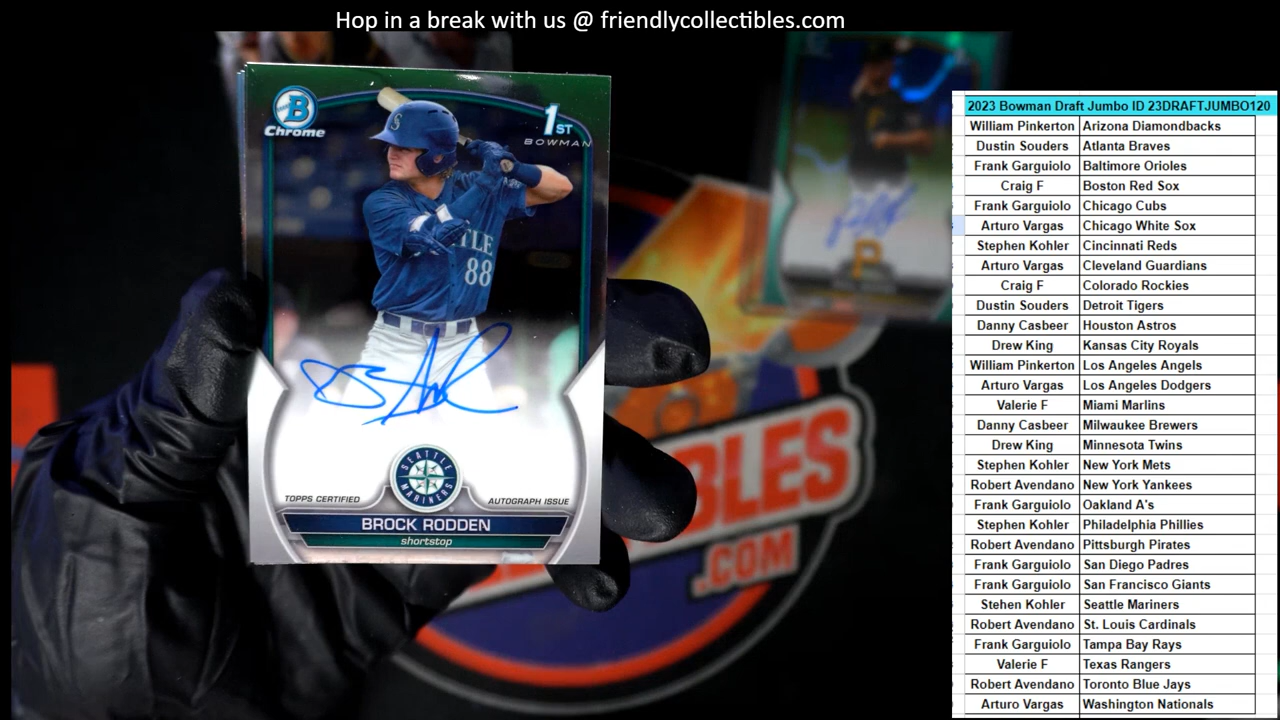 Hop in a break with us @ friendlycollectibles.com
B
Chrome
1ST
BOWMAN
S
TLE
88
SEATTLE
MARINERS
TOPPS CERTIFIED
AUTOGRAPH ISSUE
BROCK RODDEN
shortstop
P
BLES
.COM
2023 Bowman Draft Jumbo ID 23DRAFTJUMBO120
William Pinkerton Arizona Diamondbacks
Dustin Souders Atlanta Braves
Frank Garguiolo Baltimore Orioles
Craig F Boston Red Sox
Frank Garguiolo Chicago Cubs
Arturo Vargas Chicago White Sox
Stephen Kohler Cincinnati Reds
Arturo Vargas Cleveland Guardians
Craig F Colorado Rockies
Dustin Souders Detroit Tigers
Danny Casbeer Houston Astros
Drew King Kansas City Royals
William Pinkerton Los Angeles Angels
Arturo Vargas Los Angeles Dodgers
Valerie F Miami Marlins
Danny Casbeer Milwaukee Brewers
Drew King Minnesota Twins
Stephen Kohler New York Mets
Robert Avendano New York Yankees
Frank Garguiolo Oakland A's
Stephen Kohler Philadelphia Phillies
Robert Avendano Pittsburgh Pirates
Frank Garguiolo San Diego Padres
Frank Garguiolo San Francisco Giants
Stehen Kohler Seattle Mariners
Robert Avendano St. Louis Cardinals
Frank Garguiolo Tampa Bay Rays
Valerie F Texas Rangers
Robert Avendano Toronto Blue Jays
Arturo Vargas Washington Nationals